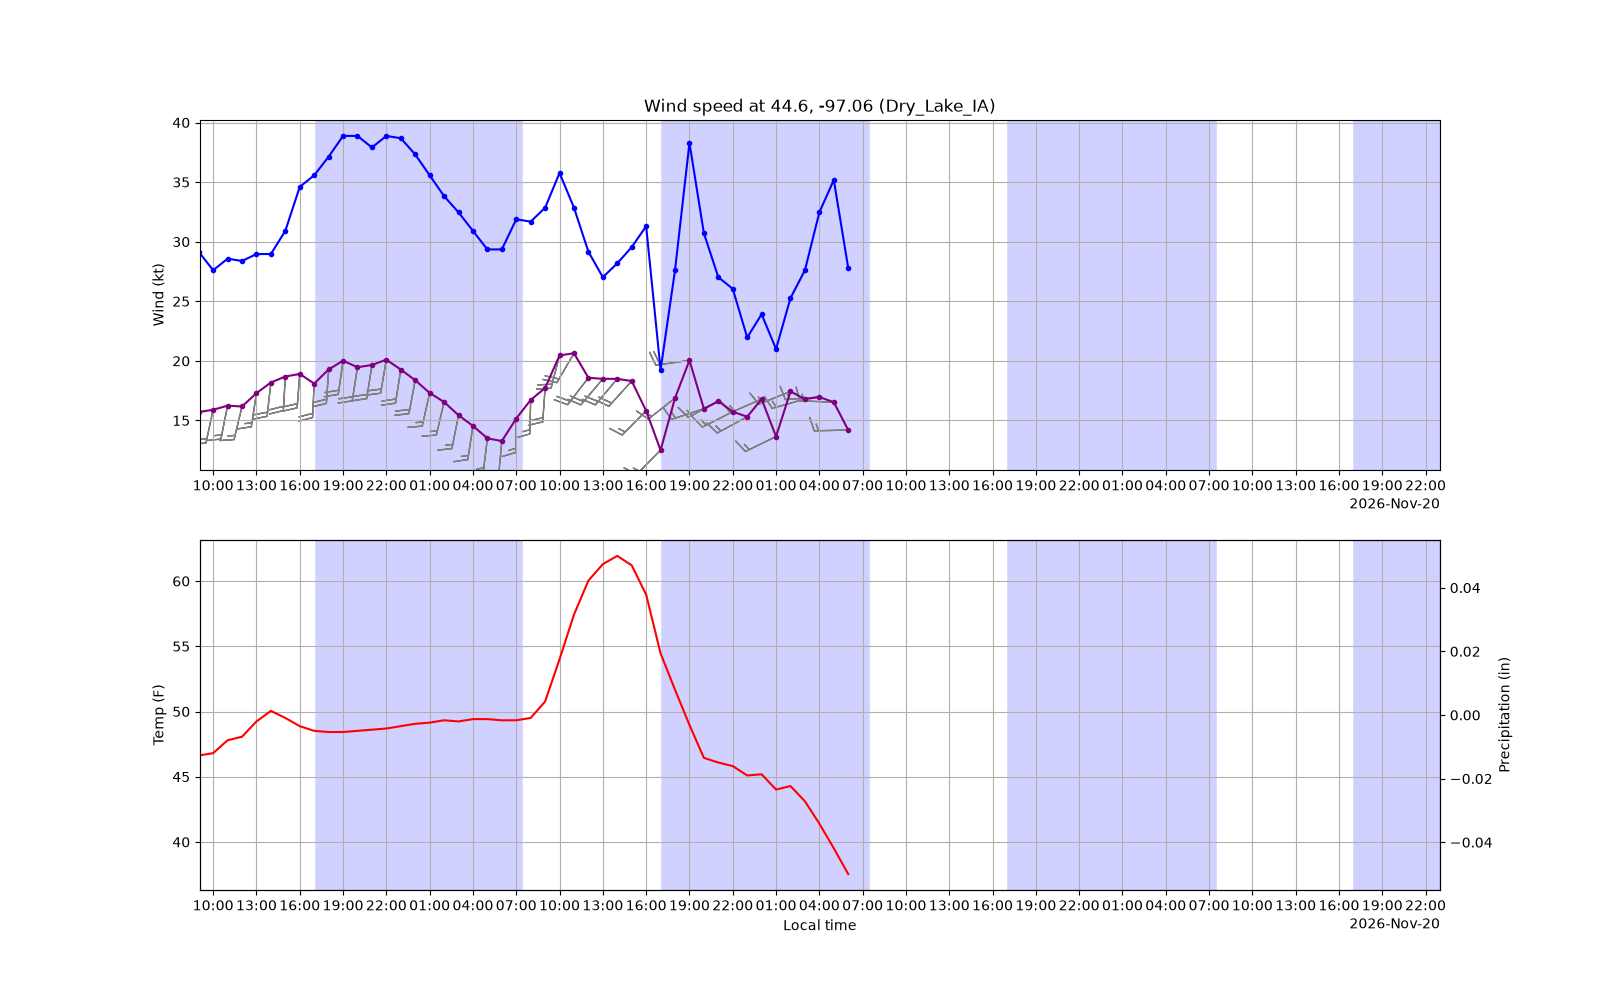 Wind speed at 44.6, -97.06 (Dry_Lake_IA)
40
35
30
25
20
15
Wind (kt)
10:00 13:00 16:00 19:00 22:00 01:00 04:00 07:00 10:00 13:00 16:00 19:00 22:00 01:00 04:00 07:00 10:00 13:00 16:00 19:00 22:00 01:00 04:00 07:00 10:00 13:00 16:00 19:00 22:00
2026-Nov-20
60
55
50
45
40
Temp (F)
0.04
0.02
0.00
−0.02
−0.04
Precipitation (in)
10:00 13:00 16:00 19:00 22:00 01:00 04:00 07:00 10:00 13:00 16:00 19:00 22:00 01:00 04:00 07:00 10:00 13:00 16:00 19:00 22:00 01:00 04:00 07:00 10:00 13:00 16:00 19:00 22:00
Local time
2026-Nov-20